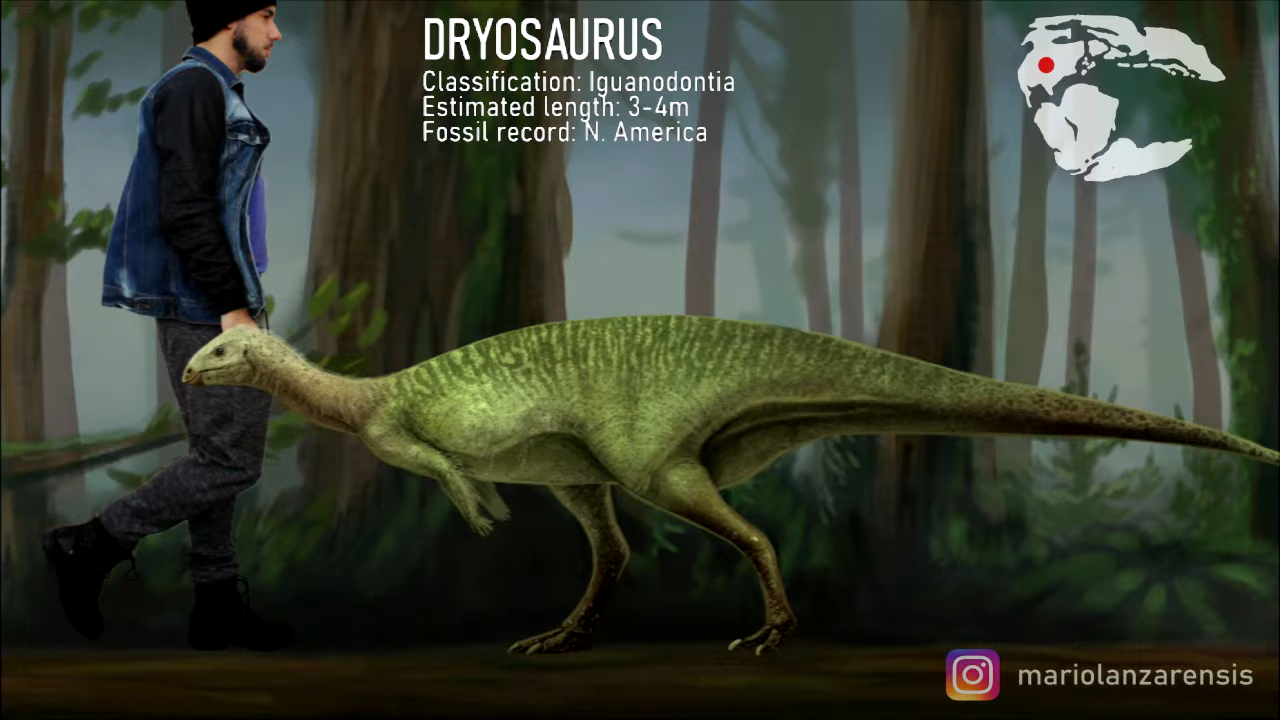 DRYOSAURUS
Classification: Iguanodontia
Estimated length: 3-4m
Fossil record: N. America
mariolanzarensis